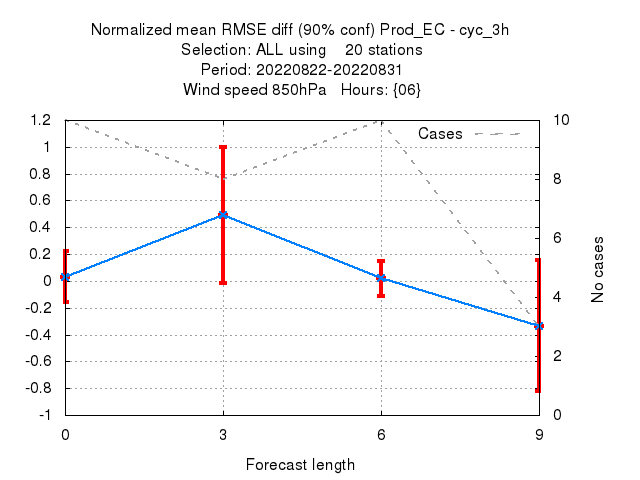 Normalized mean RMSE diff (90% conf) Prod_EC - cyc_3h
Selection: ALL using 20 stations
Period: 20220822-20220831
Wind speed 850hPa Hours: {06}
Cases
1.2
1
0.8
0.6
0.4
0.2
0
-0.2
-0.4
-0.6
-0.8
-1
10
8
6
4
2
0
No cases
0 3 6 9
Forecast length